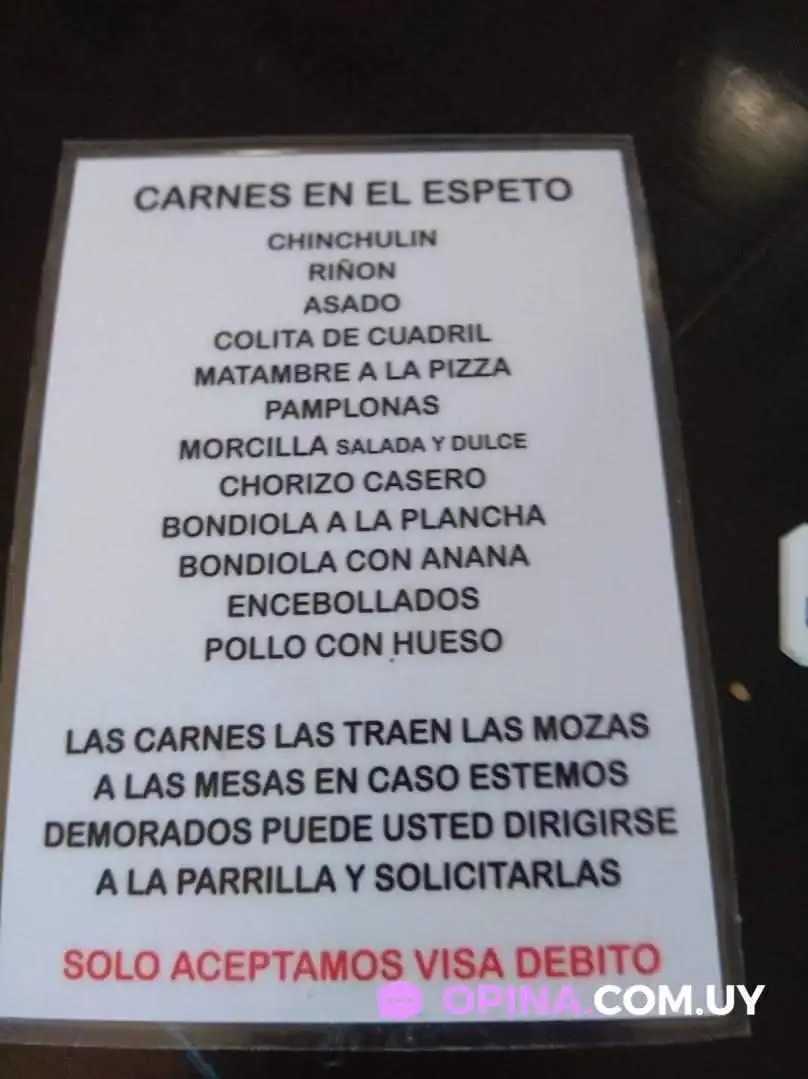 CARNES EN EL ESPETO
CHINCHULIN
RIÑON
ASADO
COLITA DE CUADRIL
MATAMBRE A LA PIZZA
PAMPLONAS
MORCILLA SALADA Y DULCE
CHORIZO CASERO
BONDIOLA A LA PLANCHA
BONDIOLA CON ANANA
ENCEBOLLADOS
POLLO CON HUESO
LAS CARNES LAS TRAEN LAS MOZAS
A LAS MESAS EN CASO ESTEMOS
DEMORADOS PUEDE USTED DIRIGIRSE
A LA PARRILLA Y SOLICITARLAS
SOLO ACEPTAMOS VISA DEBITO
OPINA.COM.UY